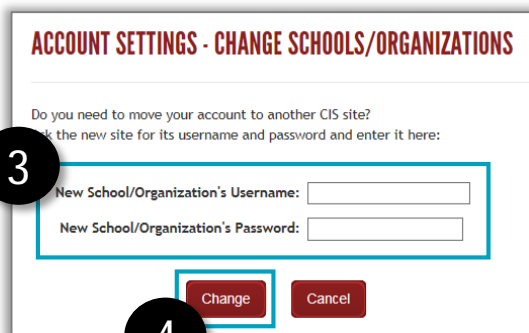 ACCOUNT SETTINGS - CHANGE SCHOOLS/ORGANIZATIONS
Do you need to move your account to another CIS site?
the new site for its username and password and enter it here:
3
New School/Organization's Username:
New School/Organization's Password:
Change Cancel
4